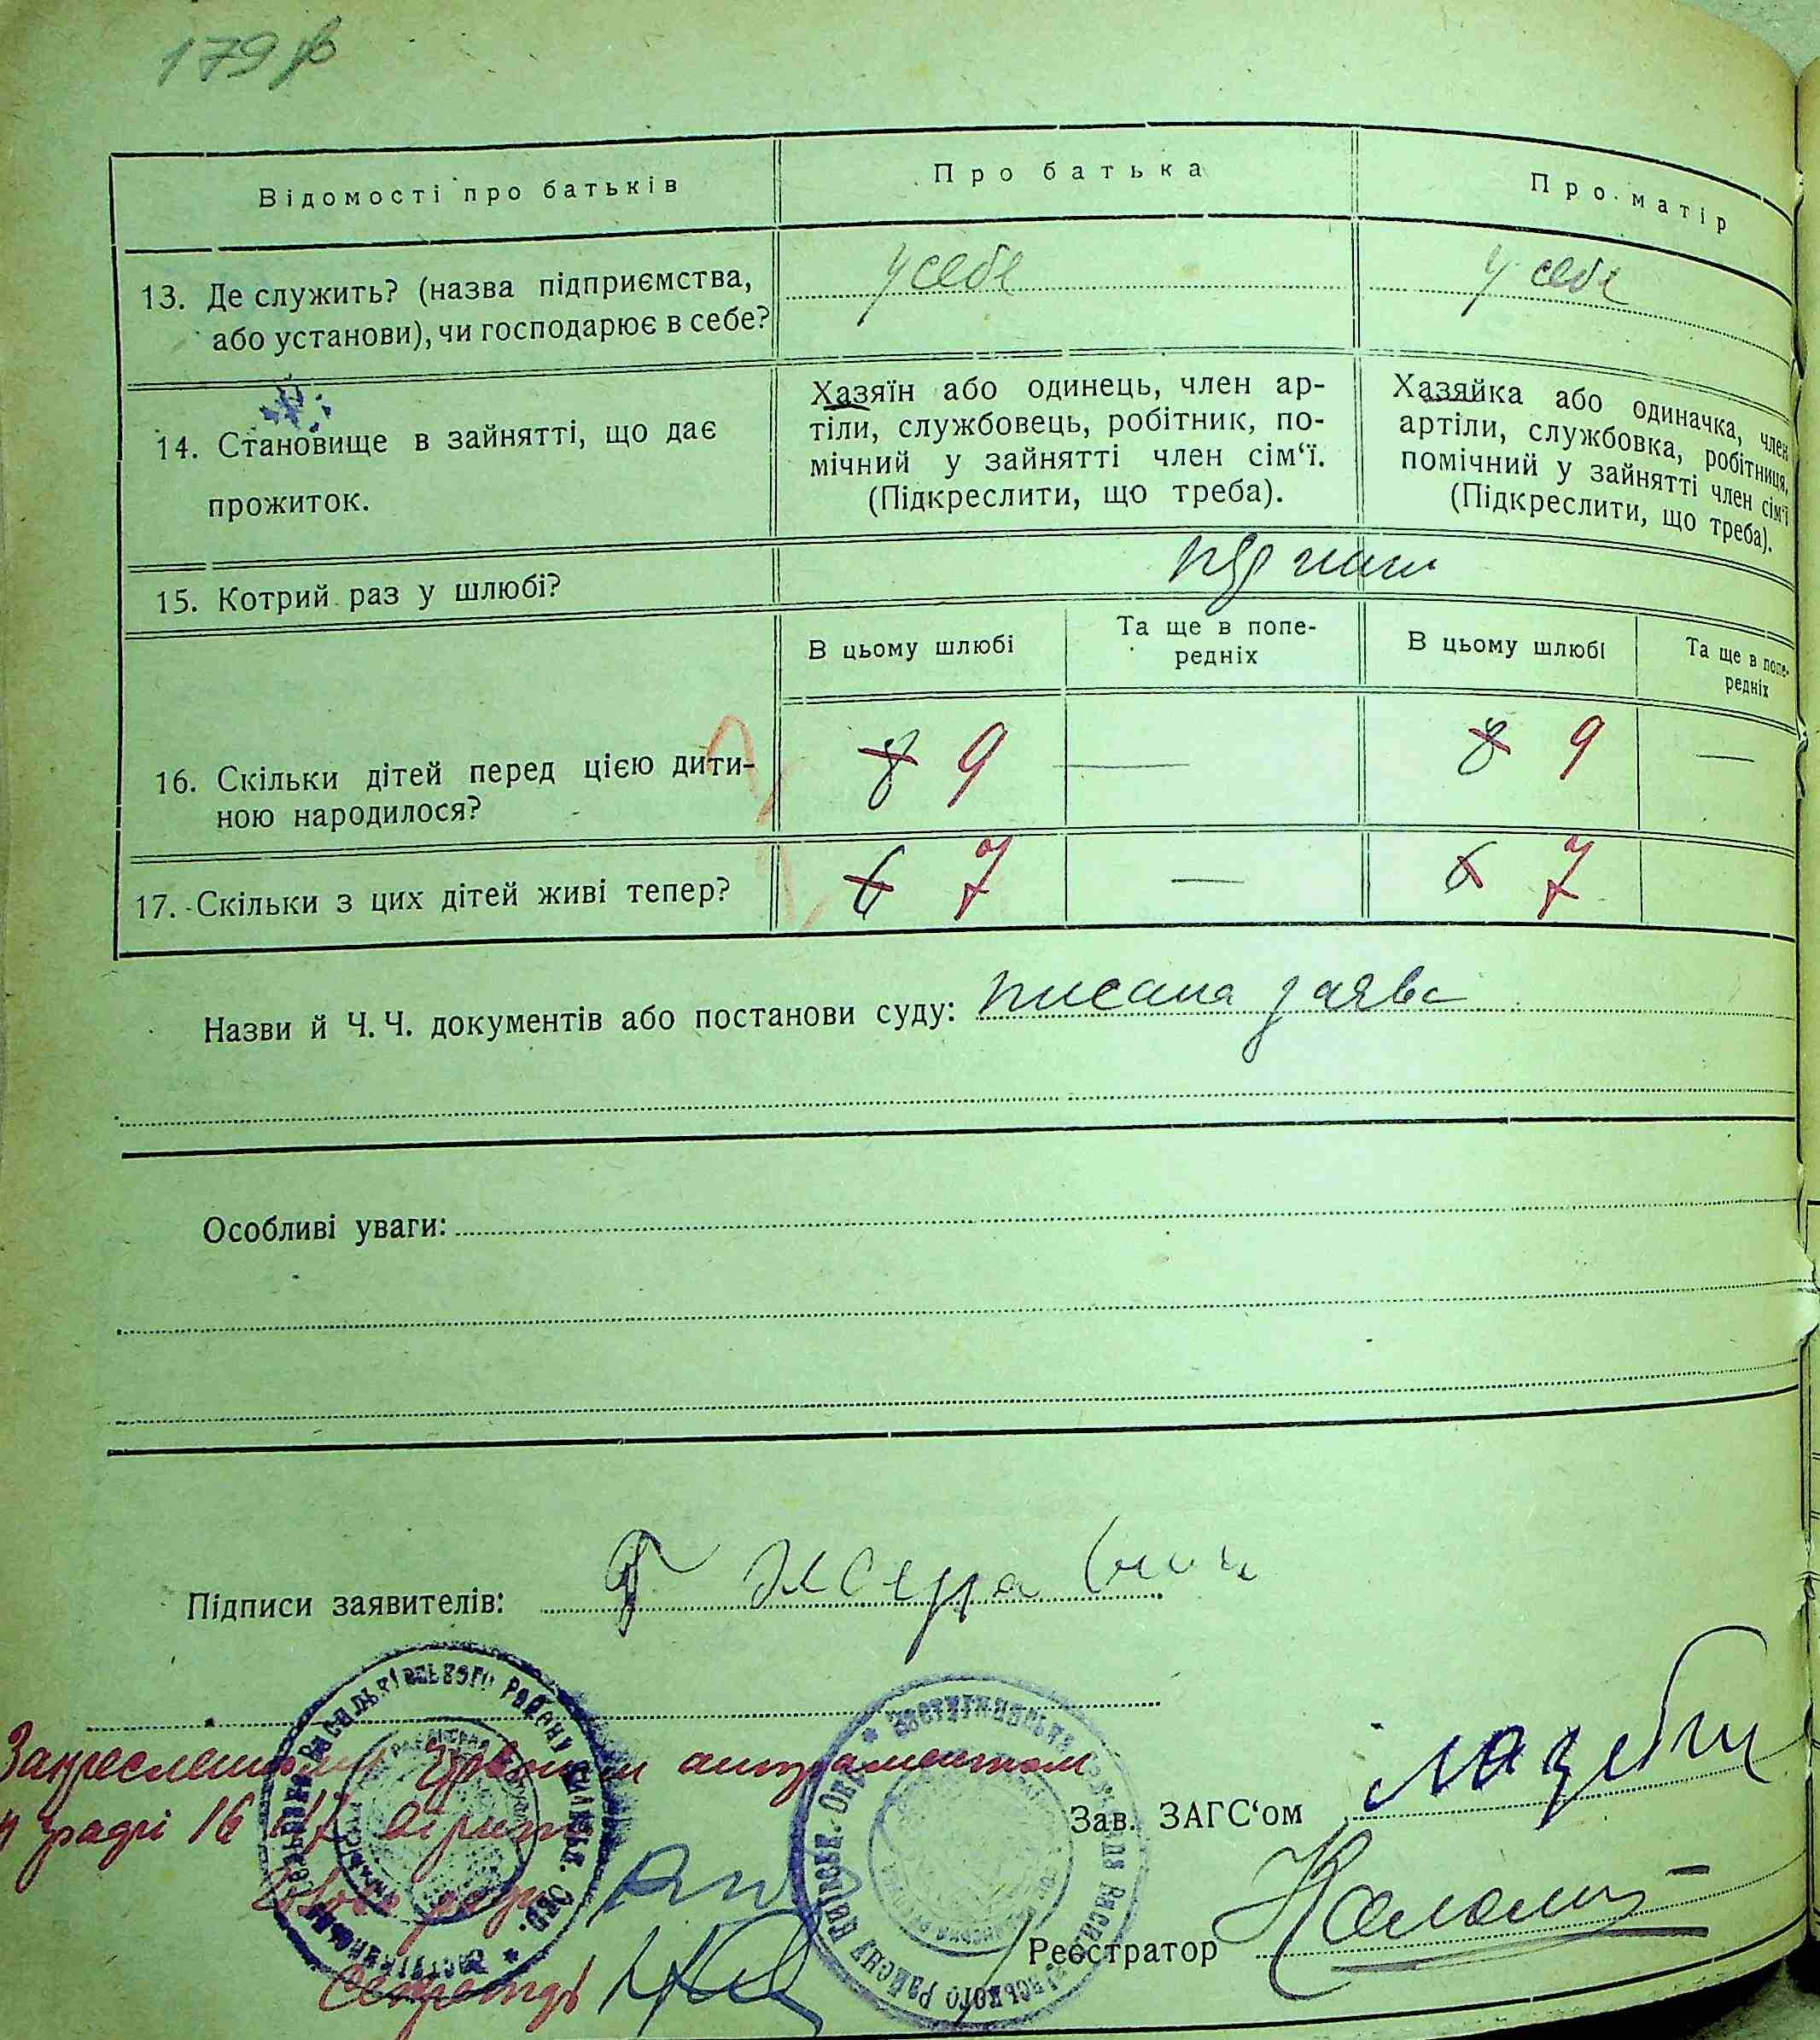 179
Відомості про батьків
Про батька
Про матір
13. Де служить? (назва підприємства,
або установи), чи господарює в себе?
у себе
у себе
14. Становище в зайнятті, що дає
прожиток.
Хазяїн або одинець, член ар-
тіли, службовець, робітник, по-
мічний у зайнятті член сім‘ї.
(Підкреслити, що треба).
Хазяйка або одиначка, член
артіли, службовка, робітниця,
помічний у зайнятті член сім‘ї
(Підкреслити, що треба).
15. Котрий раз у шлюбі?
В цьому шлюбі
Та ще в попе-
редніх
В цьому шлюбі
Та ще в попе-
редніх
16. Скільки дітей перед цією дити-
ною народилося?
8 9
—
8 9
—
17. Скільки з цих дітей живі тепер?
6 7
—
6 7
Назви й Ч. Ч. документів або постанови суду: писана заява
Особливі уваги:
Підписи заявителів:
Зав. ЗАГС‘ом
Реєстратор
атраментом
16
Секретарь